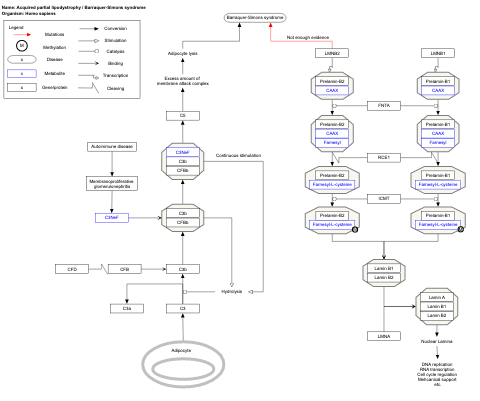 Name: Acquired partial lipodystrophy / Barraquer-Simons syndrome
Organism: Homo sapiens
Legend
Mutations
Conversion
M
Methylation
Stimulation
a
Disease
Catalysis
a
Metabolite
Binding
a
Gene/protein
Transcription
Cleaving
Barraquer-Simons syndrome
Not enough evidence
Adipocyte lysis
LMNB2
LMNB1
Excess amount of
membrane attack complex
Prelamin-B2
CAAX
Prelamin-B1
CAAX
FNTA
C5
Prelamin-B2
CAAX
Farnesyl
Prelamin-B1
CAAX
Farnesyl
Autoimmune disease
C3NeF
C3b
CFBb
Continuous stimulation
RCE1
Membranoproliferative
glomerulonephritis
Prelamin-B2
Farnesyl-L-cysteine
Prelamin-B1
Farnesyl-L-cysteine
ICMT
C3NeF
C3b
CFBb
Prelamin-B2
Farnesyl-L-cysteine
Prelamin-B1
Farnesyl-L-cysteine
CFD
CFB
C3b
Lamin B1
Lamin B2
Hydrolysis
Lamin A
Lamin B1
Lamin B2
C3a
C3
LMNA
Nuclear Lamina
Adipocyte
DNA replication
RNA transcription
Cell cycle regulation
Mehcanical support
etc.